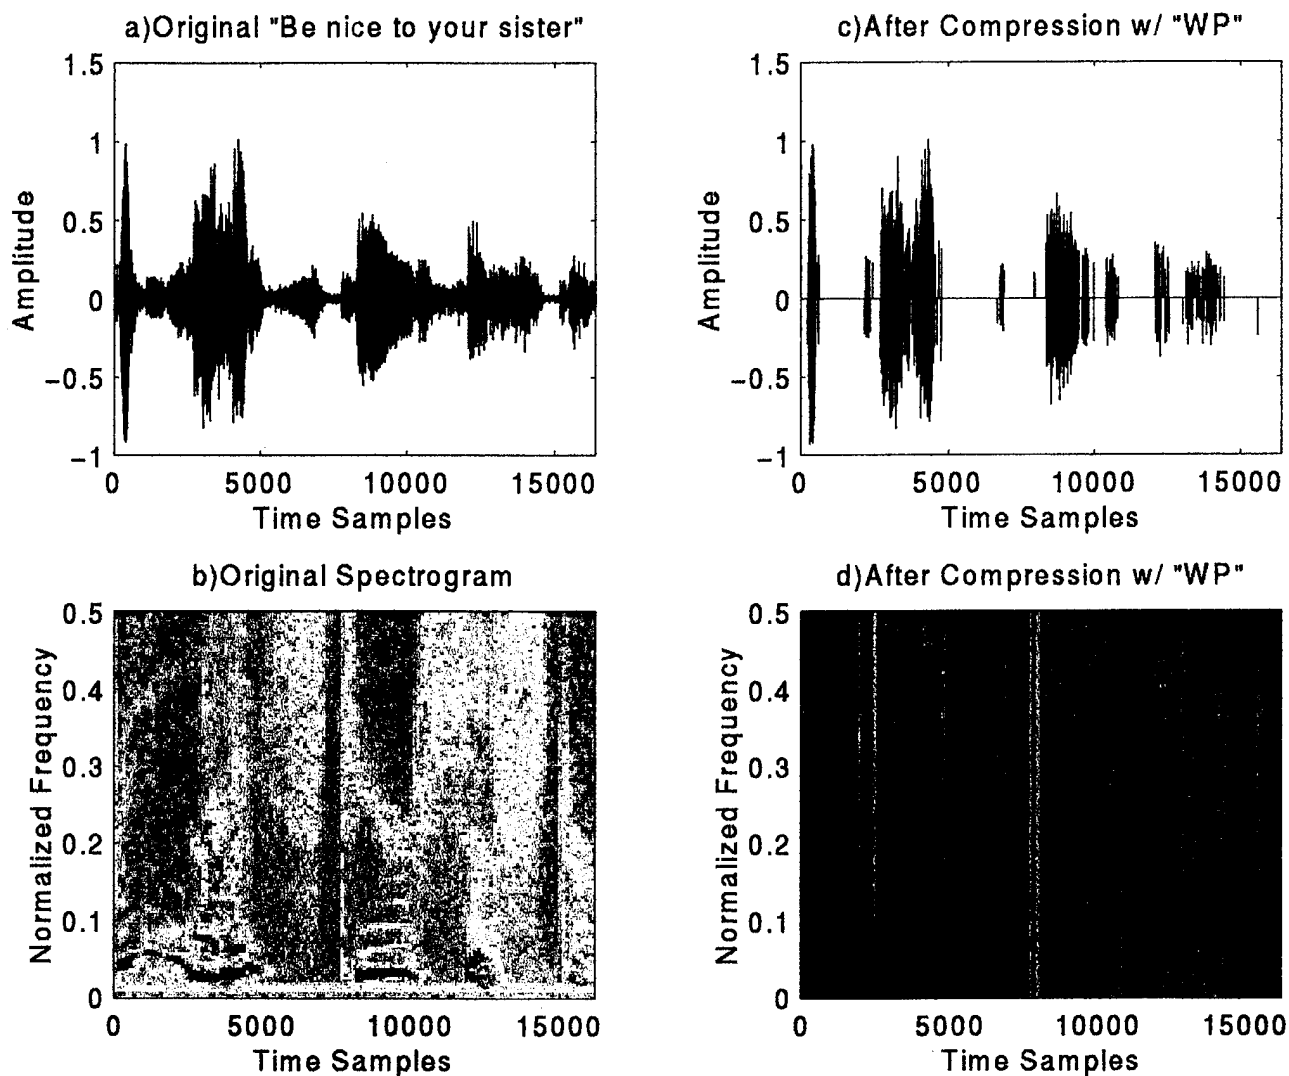 a)Original "Be nice to your sister"
1.5
1
0.5
0
−0.5
−1
Amplitude
0 5000 10000 15000
Time Samples
c)After Compression w/ "WP"
1.5
1
0.5
0
−0.5
−1
Amplitude
0 5000 10000 15000
Time Samples
b)Original Spectrogram
0.5
0.4
0.3
0.2
0.1
0
Normalized Frequency
0 5000 10000 15000
Time Samples
d)After Compression w/ "WP"
0.5
0.4
0.3
0.2
0.1
0
Normalized Frequency
0 5000 10000 15000
Time Samples